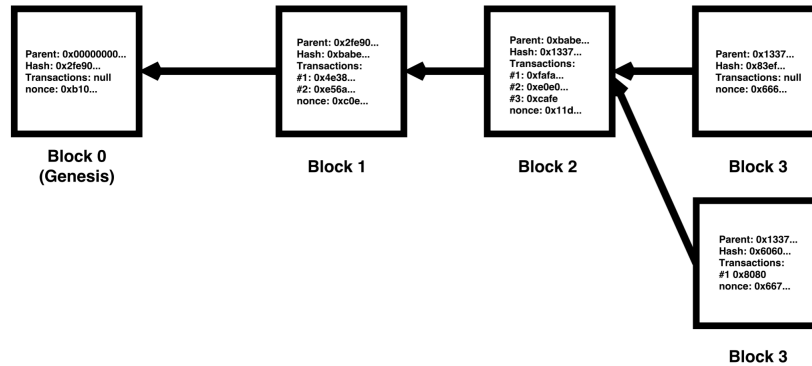 Parent: 0x00000000...
Hash: 0x2fe90...
Transactions: null
nonce: 0xb10...
Block 0
(Genesis)
Parent: 0x2fe90...
Hash: 0xbabe...
Transactions:
#1: 0x4e38...
#2: 0xe56a...
nonce: 0xc0e...
Block 1
Parent: 0xbabe...
Hash: 0x1337...
Transactions:
#1: 0xfafa...
#2: 0xe0e0...
#3: 0xcafe
nonce: 0x11d...
Block 2
Parent: 0x1337...
Hash: 0x83ef...
Transactions: null
nonce: 0x666...
Block 3
Parent: 0x1337...
Hash: 0x6060...
Transactions:
#1 0x8080
nonce: 0x667...
Block 3